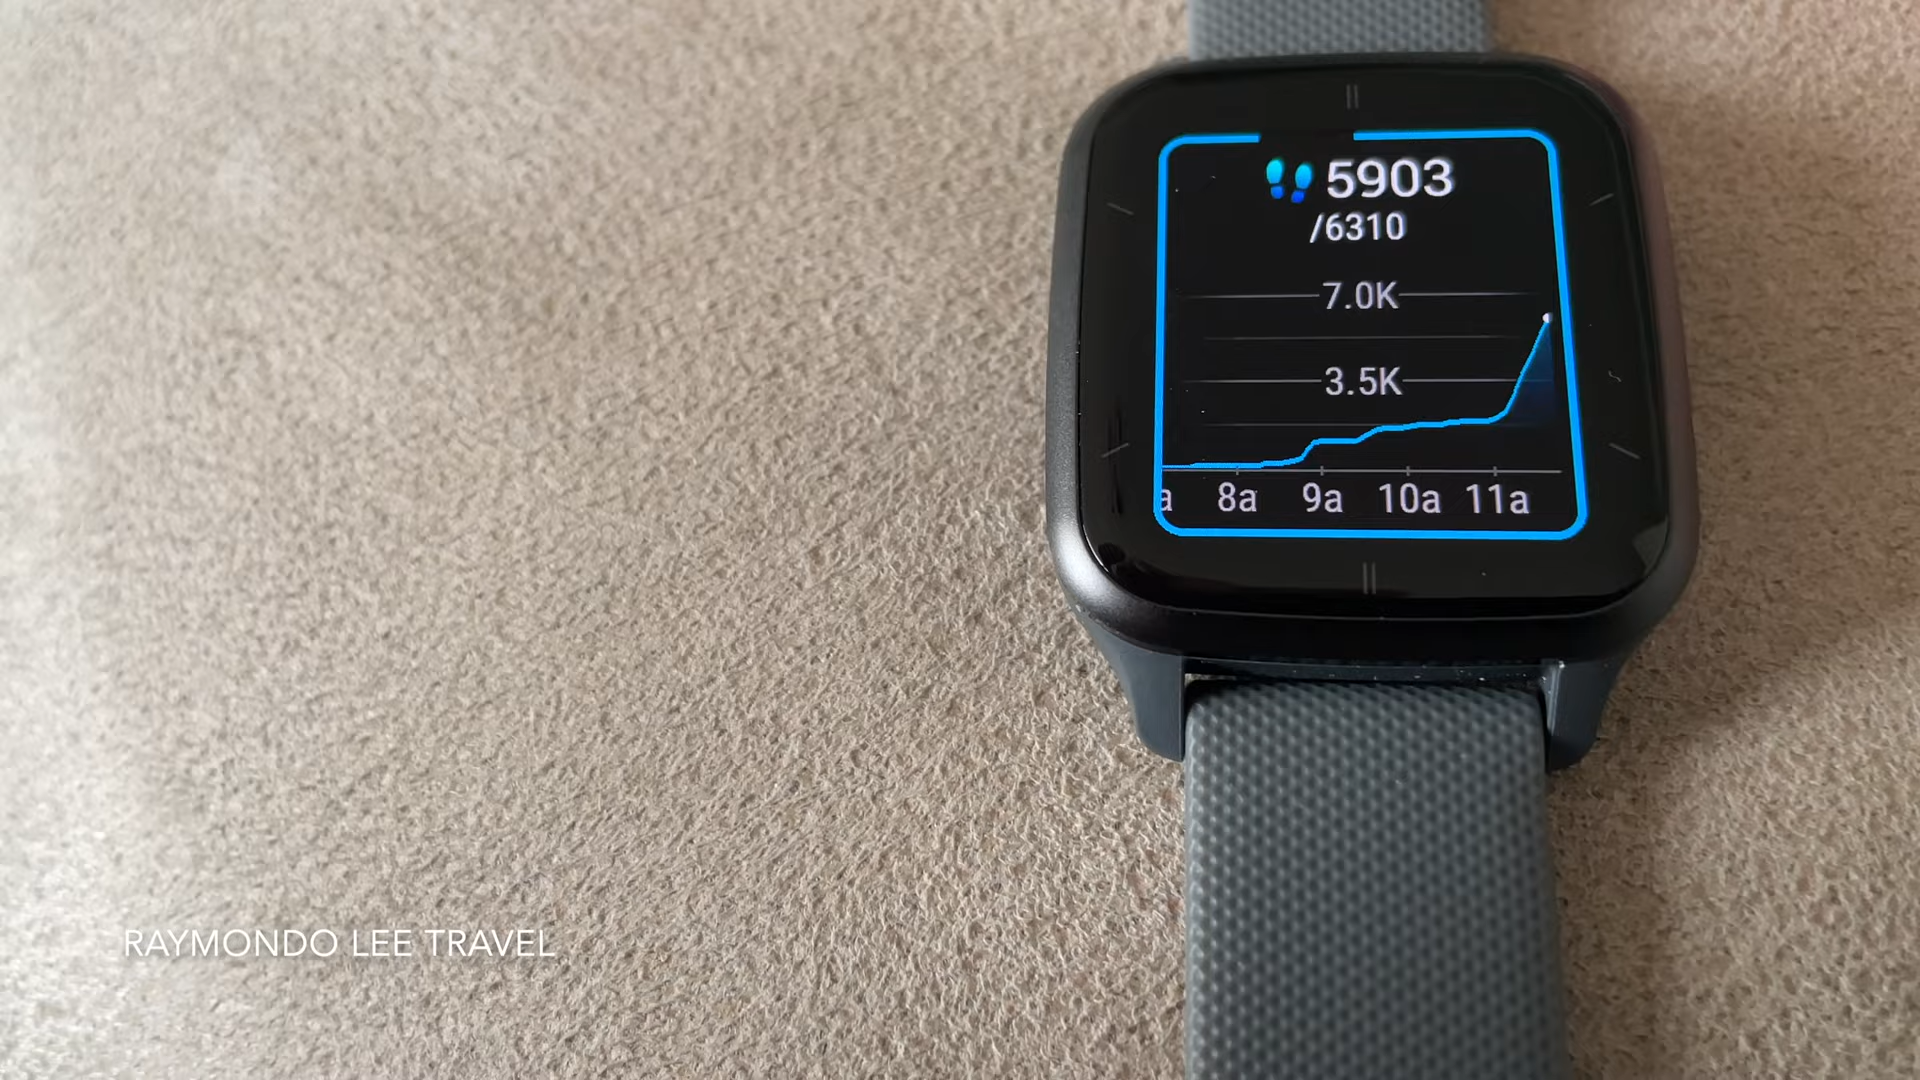 5903
/6310
7.0K
3.5K
a 8a 9a 10a 11a
RAYMONDO LEE TRAVEL